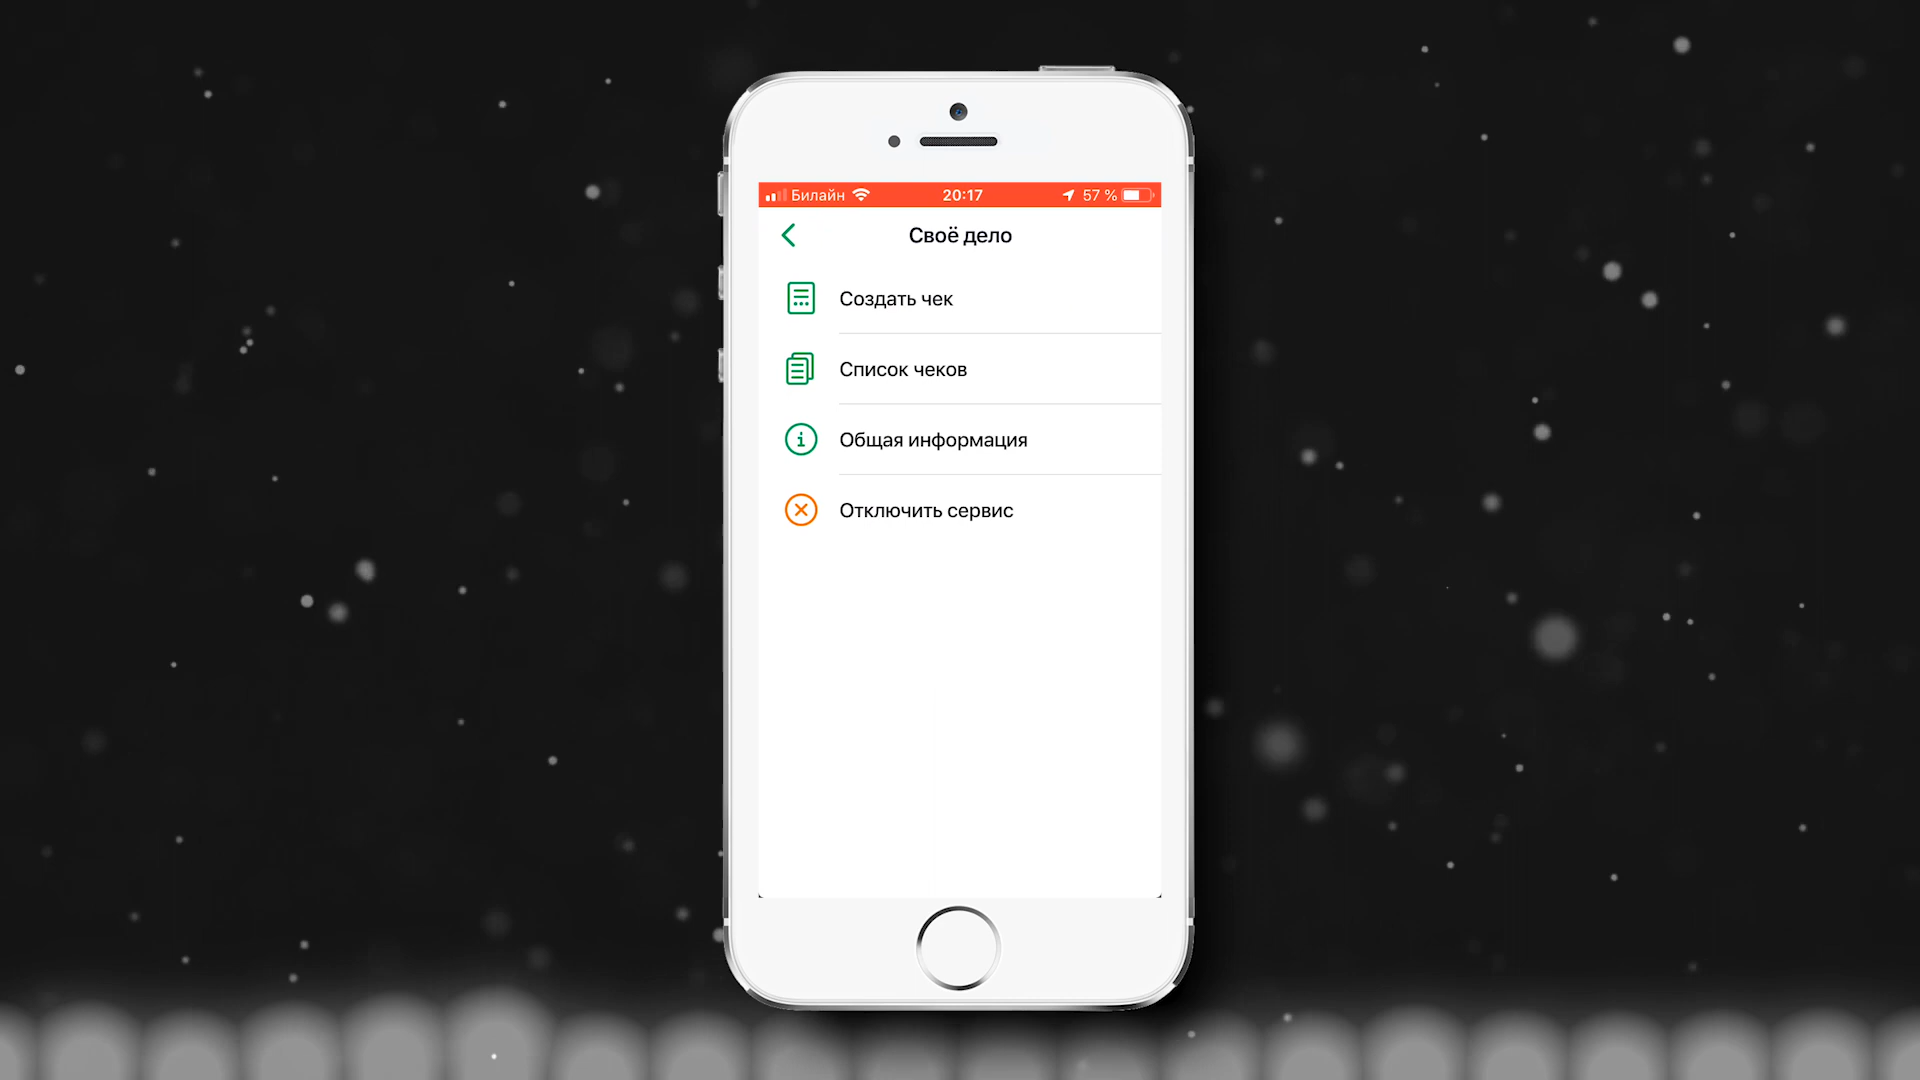 Билайн 20:17 57 %
Своё дело
Создать чек
Список чеков
Общая информация
Отключить сервис